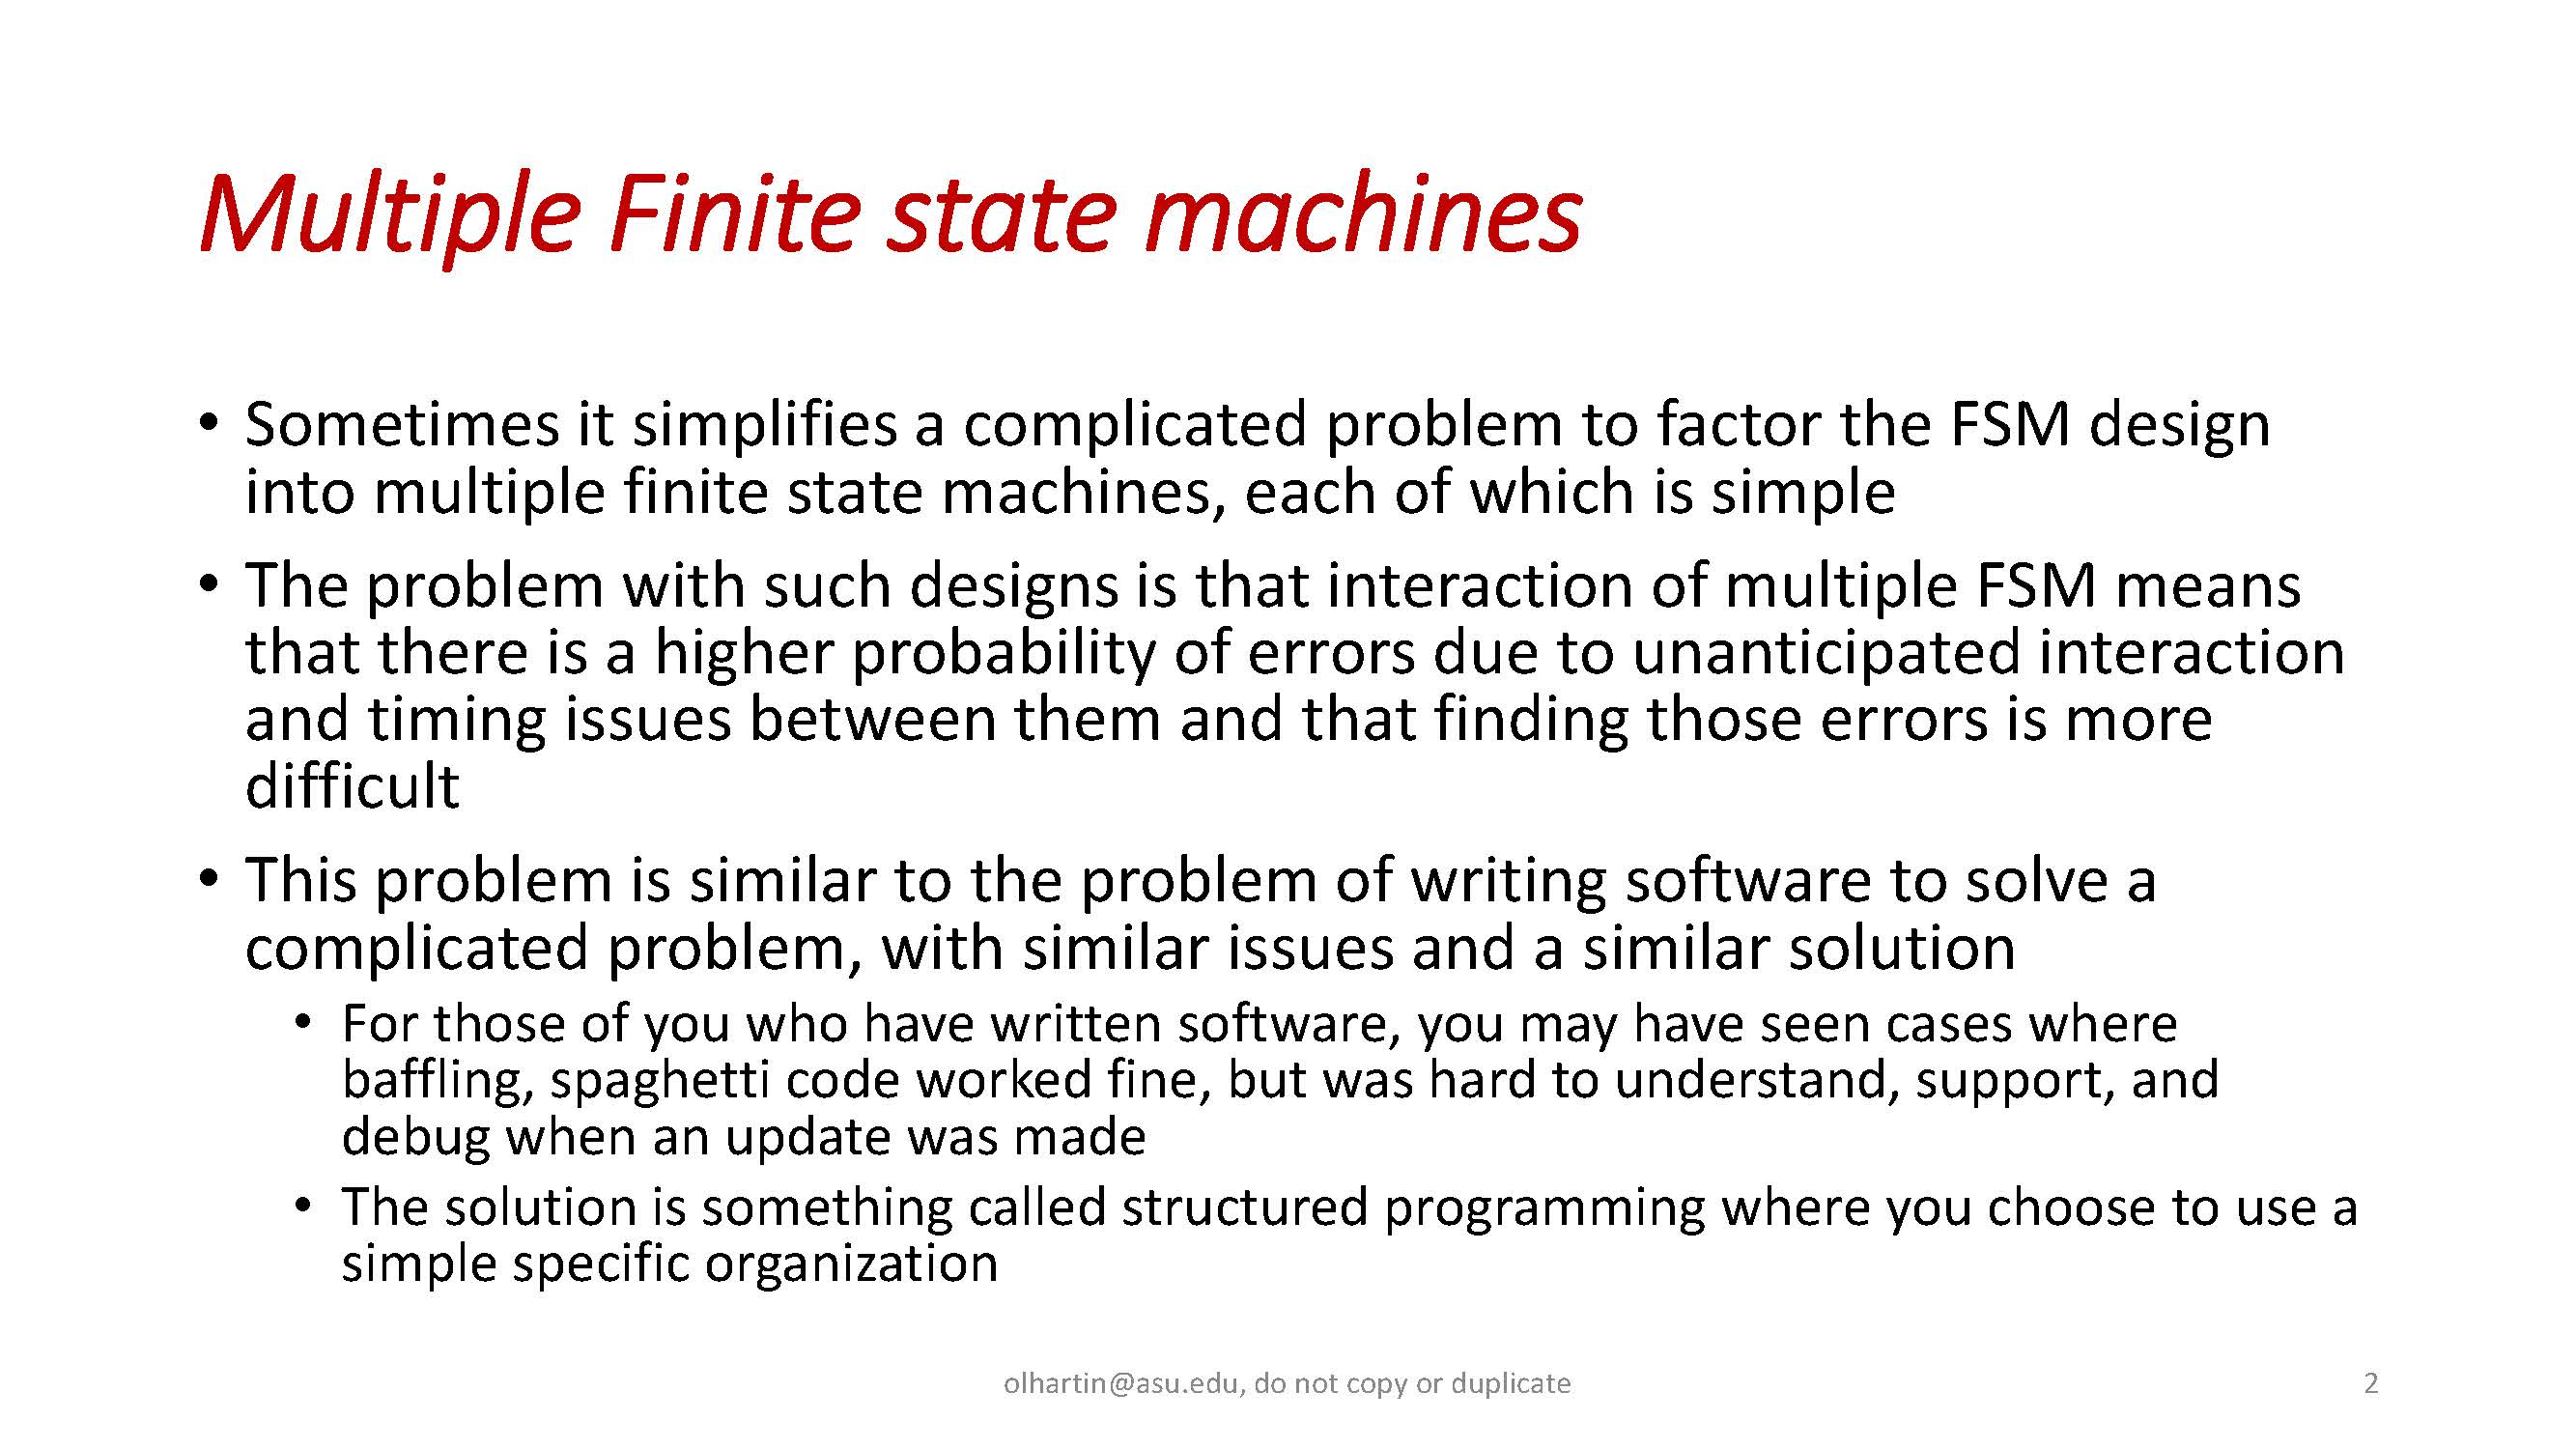 Multiple Finite state machines
• Sometimes it simplifies a complicated problem to factor the FSM design
into multiple finite state machines, each of which is simple
• The problem with such designs is that interaction of multiple FSM means
that there is a higher probability of errors due to unanticipated interaction
and timing issues between them and that finding those errors is more
difficult
• This problem is similar to the problem of writing software to solve a
complicated problem, with similar issues and a similar solution
• For those of you who have written software, you may have seen cases where
baffling, spaghetti code worked fine, but was hard to understand, support, and
debug when an update was made
• The solution is something called structured programming where you choose to use a
simple specific organization
olhartin@asu.edu, do not copy or duplicate
2